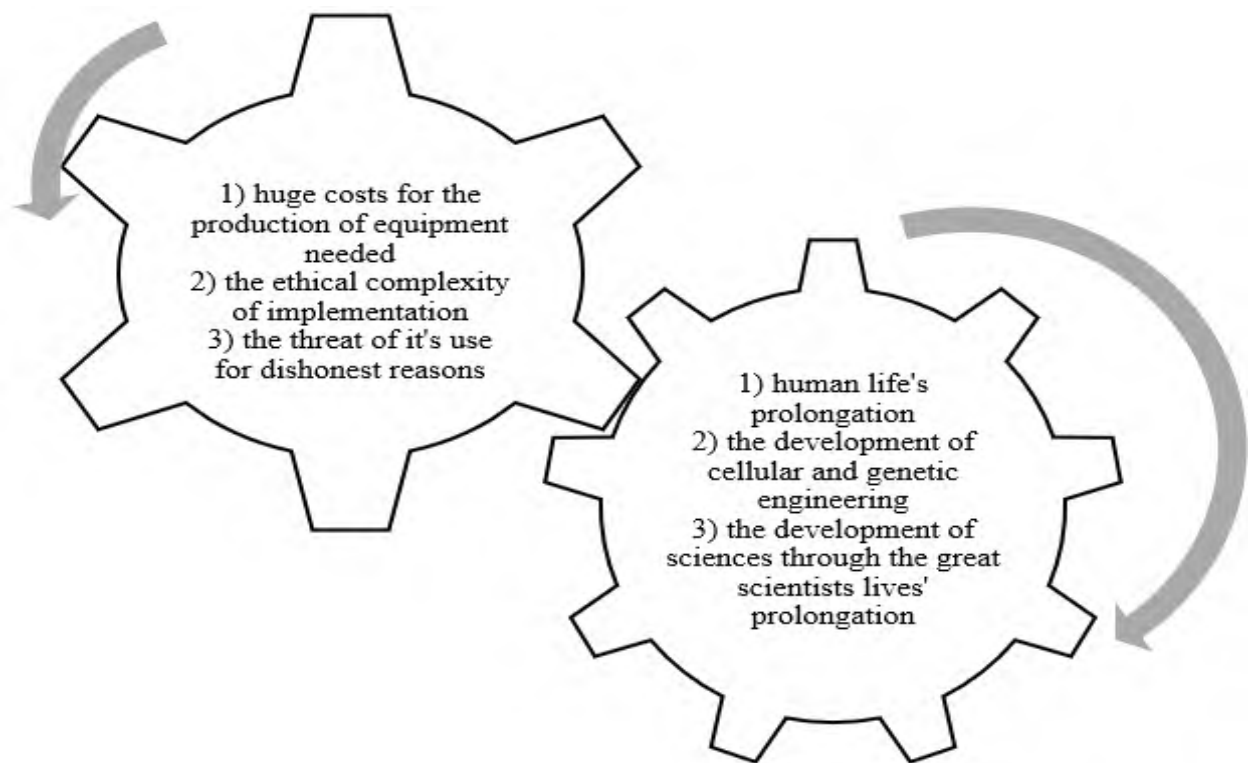 1) huge costs for the
production of equipment
needed
2) the ethical complexity
of implementation
3) the threat of it's use
for dishonest reasons
1) human life's
prolongation
2) the development of
cellular and genetic
engineering
3) the development of
sciences through the great
scientists lives'
prolongation